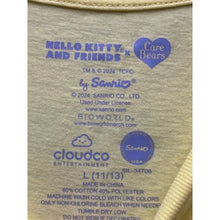 HELLO KITTY® AND FRIENDS x Care Bears™
™ & © 2024 TCFC
by Sanrio®
© 2024 SANRIO CO., LTD.
Used Under License
www.sanrio.com
BIOWORLD®
www.bioworldmerch.com
cloudco
ENTERTAINMENT
Sanrio
USA
L (11/13)
60% COTTON 40% POLYESTER
MACHINE WASH COLD WITH LIKE COLORS
ONLY NON-CHLORINE BLEACH WHEN NEEDED
TUMBLE DRY LOW
DO NOT IRON DECORATION